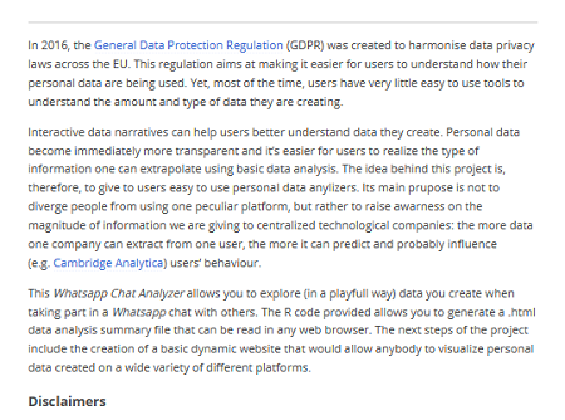 In 2016, the General Data Protection Regulation (GDPR) was created to harmonise data privacy
laws across the EU. This regulation aims at making it easier for users to understand how their
personal data are being used. Yet, most of the time, users have very little easy to use tools to
understand the amount and type of data they are creating.
Interactive data narratives can help users better understand data they create. Personal data
become immediately more transparent and it's easier for users to realize the type of
information one can extrapolate using basic data analysis. The idea behind this project is,
therefore, to give to users easy to use personal data anylizers. Its main prupose is not to
diverge people from using one peculiar platform, but rather to raise awarness on the
magnitude of information we are giving to centralized technological companies: the more data
one company can extract from one user, the more it can predict and probably influence
(e.g. Cambridge Analytica) users' behaviour.
This Whatsapp Chat Analyzer allows you to explore (in a playfull way) data you create when
taking part in a Whatsapp chat with others. The R code provided allows you to generate a .html
data analysis summary file that can be read in any web browser. The next steps of the project
include the creation of a basic dynamic website that would allow anybody to visualize personal
data created on a wide variety of different platforms.
Disclaimers